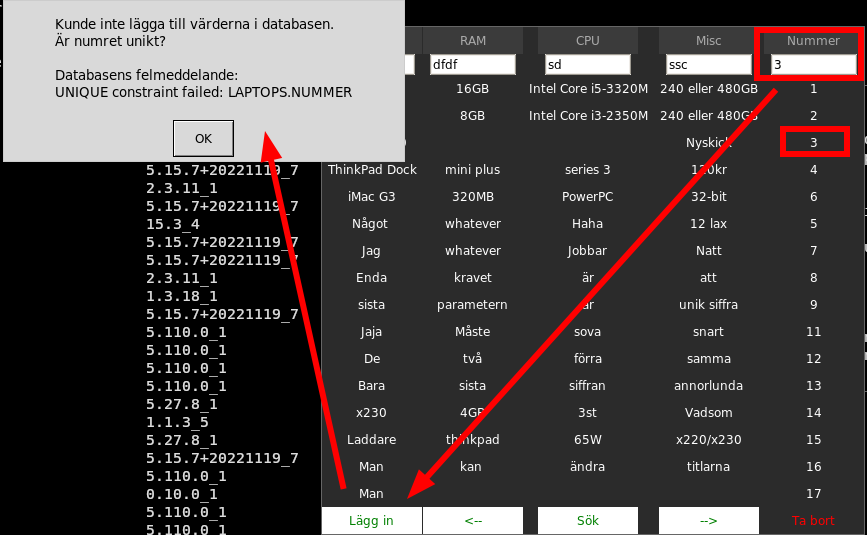 Kunde inte lägga till värderna i databasen.
Är numret unikt?
Databasens felmeddelande:
UNIQUE constraint failed: LAPTOPS.NUMMER
OK
RAM CPU Misc Nummer
dfdf sd ssc 3
16GB Intel Core i5-3320M 240 eller 480GB 1
8GB Intel Core i3-2350M 240 eller 480GB 2
Nyskick 3
ThinkPad Dock mini plus series 3 120kr 4
iMac G3 320MB PowerPC 32-bit 6
Något whatever Haha 12 lax 5
Jag whatever Jobbar Natt 7
Enda kravet är att 8
sista parametern är unik siffra 9
Jaja Måste sova snart 11
De två förra samma 12
Bara sista siffran annorlunda 13
x230 4GB 3st Vadsom 14
Laddare thinkpad 65W x220/x230 15
Man kan ändra titlarna 16
Man 17
Lägg in <-- Sök --> Ta bort
5.15.7+20221119_7
2.3.11_1
5.15.7+20221119_7
15.3_4
5.15.7+20221119_7
5.15.7+20221119_7
2.3.11_1
1.3.18_1
5.15.7+20221119_7
5.110.0_1
5.110.0_1
5.110.0_1
5.110.0_1
5.27.8_1
1.1.3_5
5.27.8_1
5.15.7+20221119_7
5.110.0_1
0.10.0_1
5.110.0_1
5.110.0_1